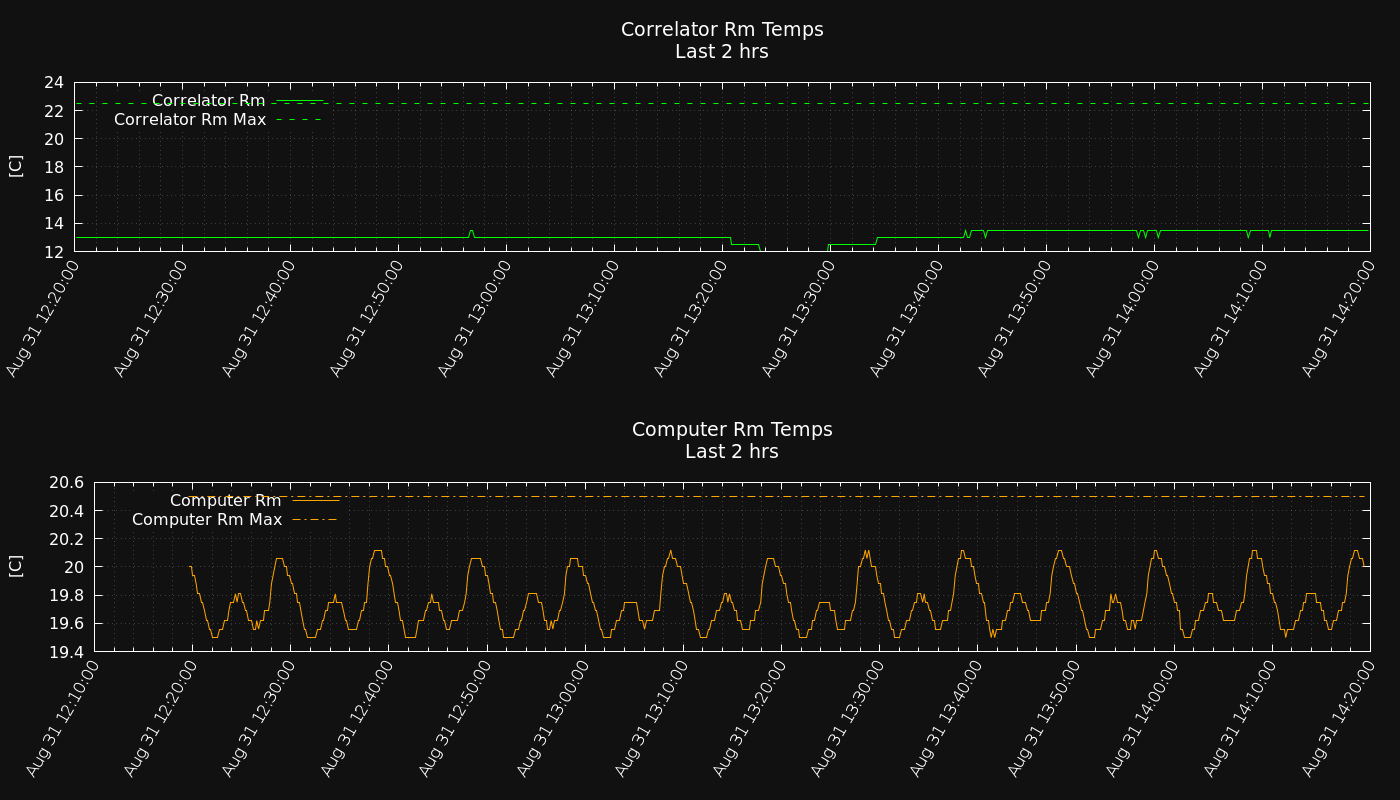 Correlator Rm Temps
Last 2 hrs
24
22
20
18
16
14
12
[C]
Correlator Rm
Correlator Rm Max
Aug 31 12:20:00
Aug 31 12:30:00
Aug 31 12:40:00
Aug 31 12:50:00
Aug 31 13:00:00
Aug 31 13:10:00
Aug 31 13:20:00
Aug 31 13:30:00
Aug 31 13:40:00
Aug 31 13:50:00
Aug 31 14:00:00
Aug 31 14:10:00
Aug 31 14:20:00
Computer Rm Temps
Last 2 hrs
20.6
20.4
20.2
20
19.8
19.6
19.4
[C]
Computer Rm
Computer Rm Max
Aug 31 12:10:00
Aug 31 12:20:00
Aug 31 12:30:00
Aug 31 12:40:00
Aug 31 12:50:00
Aug 31 13:00:00
Aug 31 13:10:00
Aug 31 13:20:00
Aug 31 13:30:00
Aug 31 13:40:00
Aug 31 13:50:00
Aug 31 14:00:00
Aug 31 14:10:00
Aug 31 14:20:00